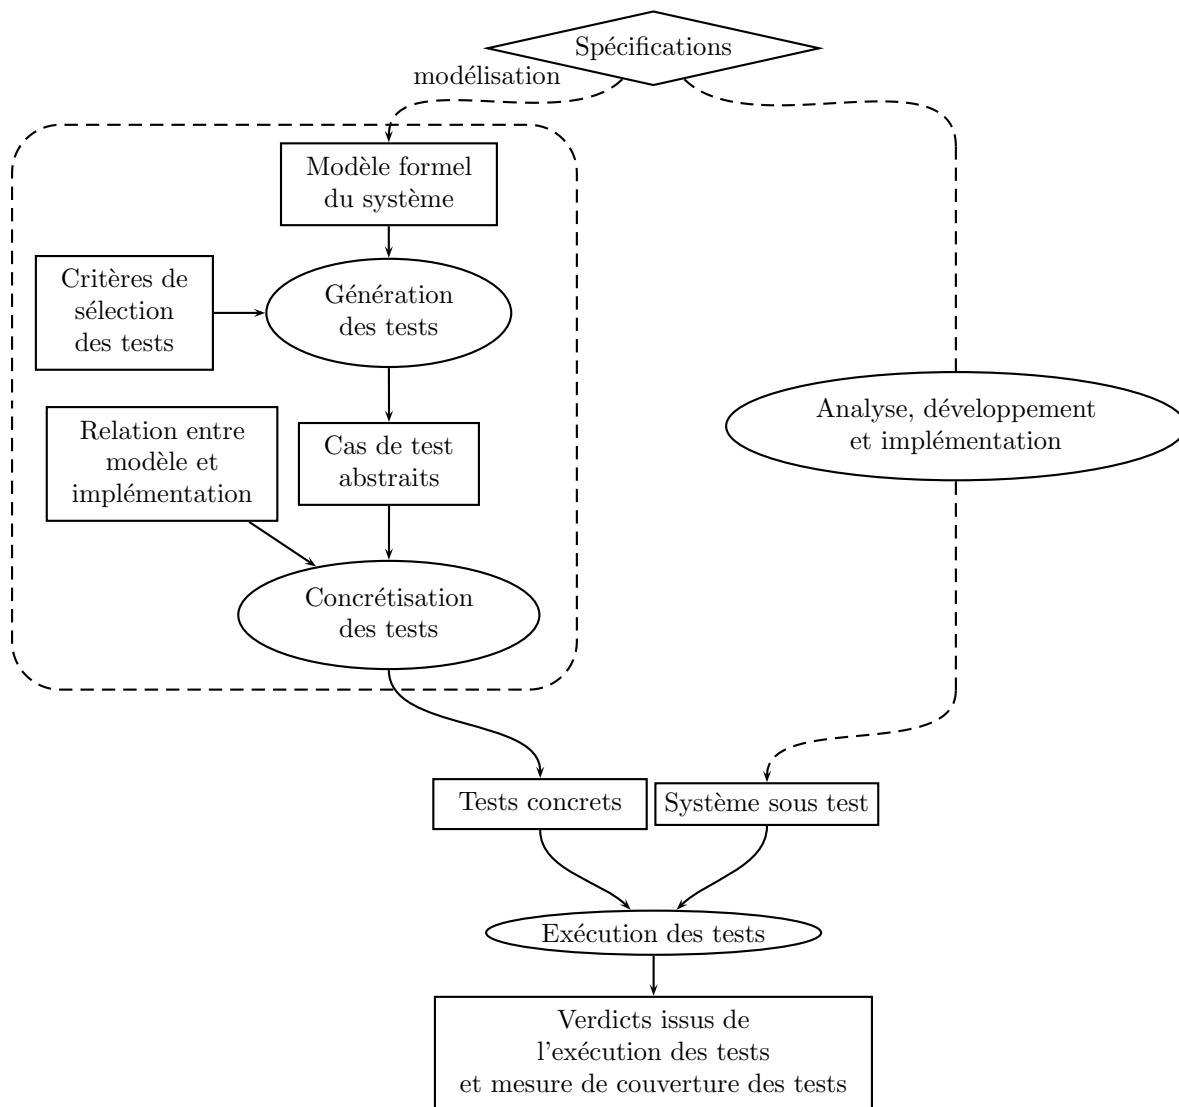 Spécifications
modélisation
Modèle formel
du système
Critères de
sélection
des tests
Génération
des tests
Relation entre
modèle et
implémentation
Cas de test
abstraits
Analyse, développement
et implémentation
Concrétisation
des tests
Tests concrets
Système sous test
Exécution des tests
Verdicts issus de
l'exécution des tests
et mesure de couverture des tests